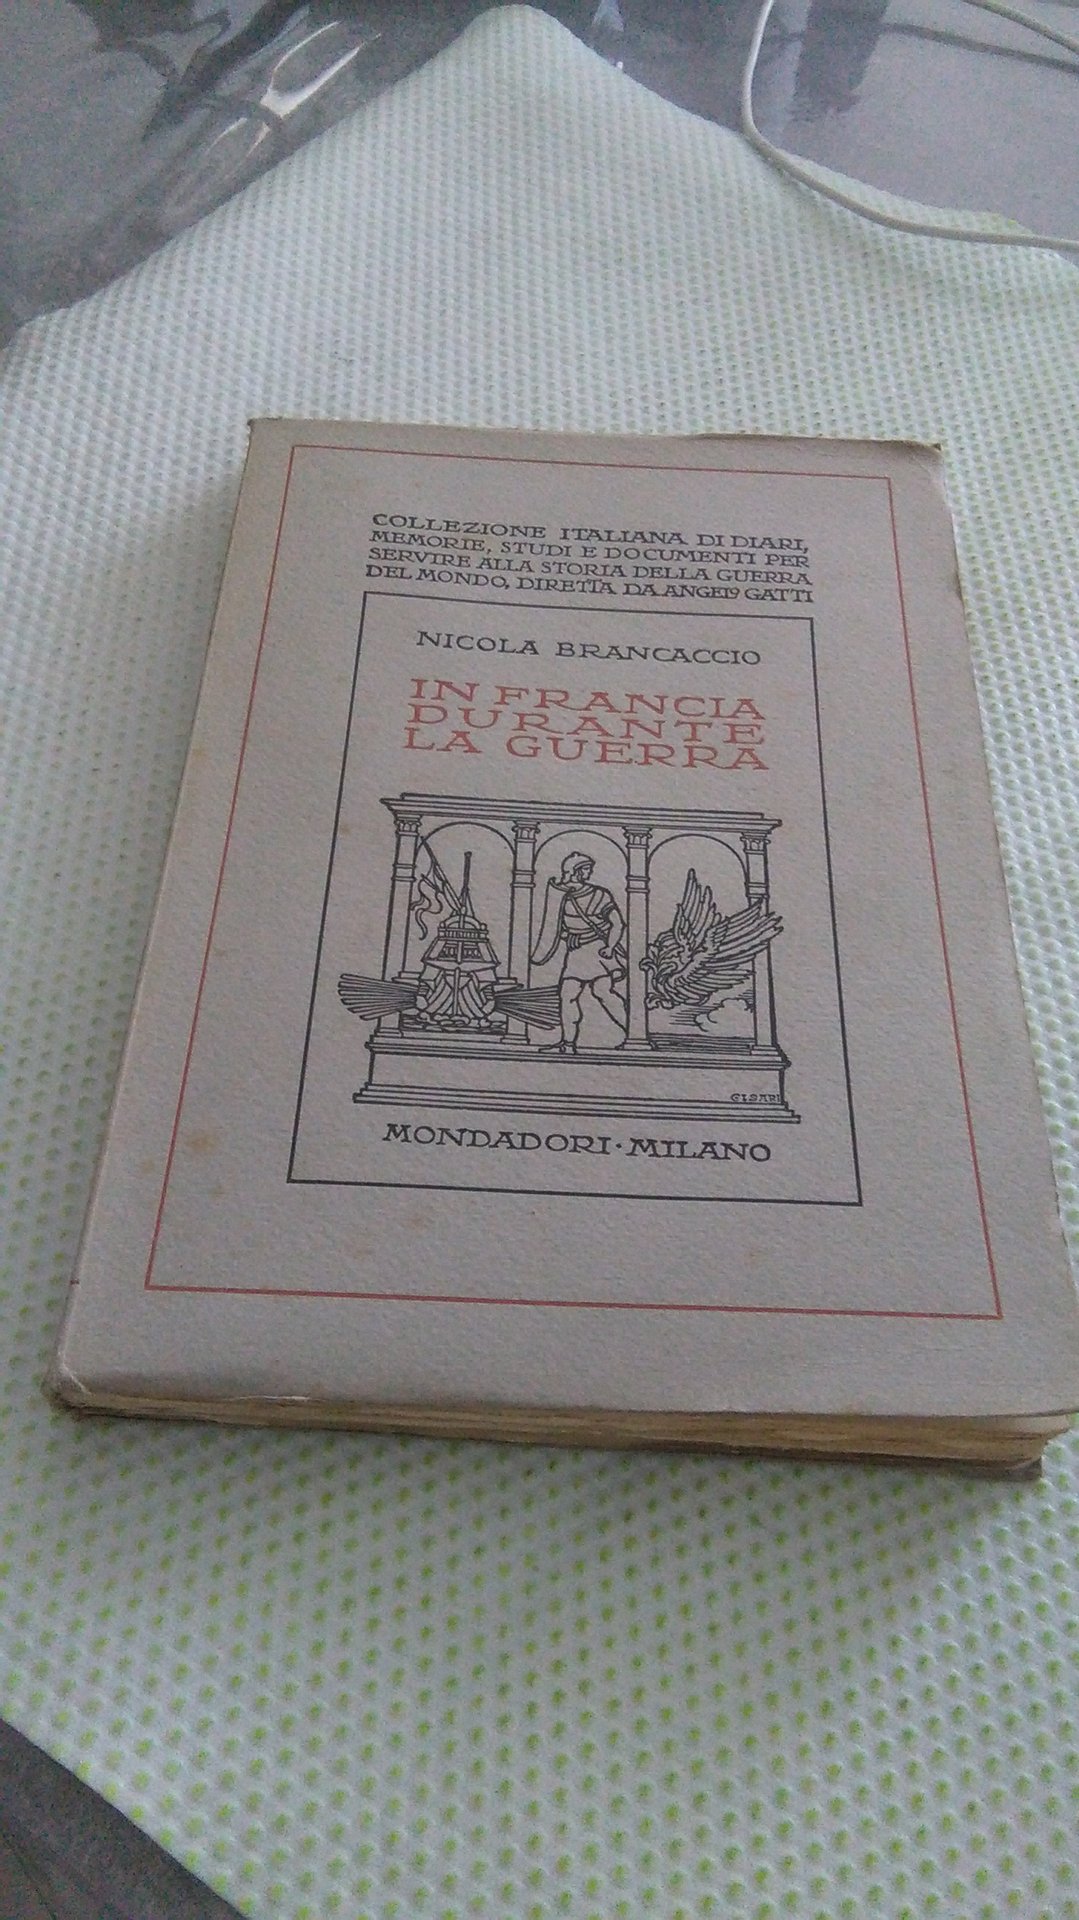 COLLEZIONE ITALIANA DI DIARI,
MEMORIE, STUDI E DOCUMENTI PER
SERVIRE ALLA STORIA DELLA GUERRA
DEL MONDO, DIRETTA DA ANGELO GATTI
NICOLA BRANCACCIO
IN FRANCIA
DURANTE
LA GUERRA
CISARI
MONDADORI · MILANO